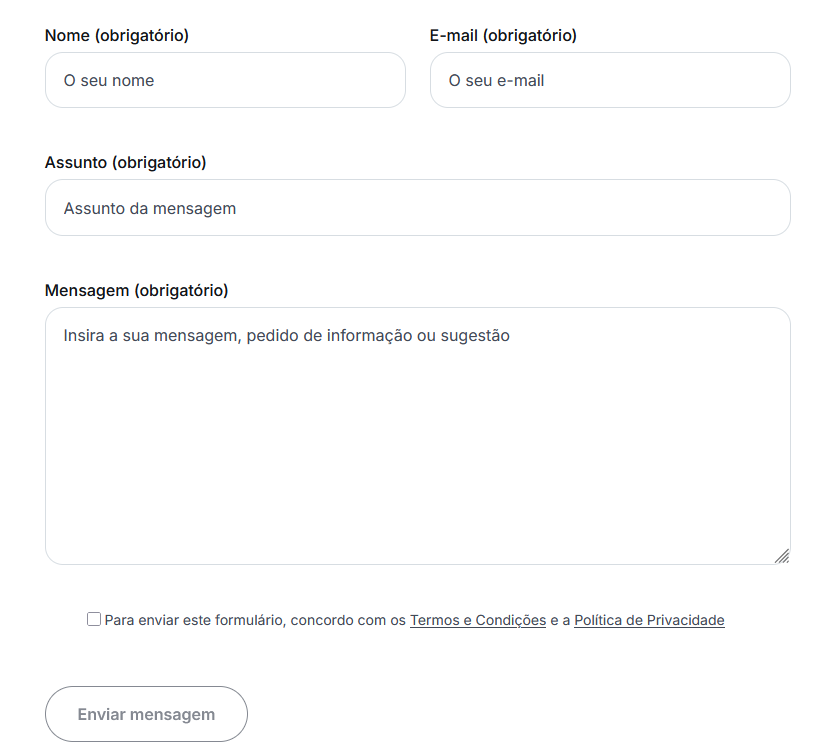 Nome (obrigatório)
E-mail (obrigatório)
O seu nome
O seu e-mail
Assunto (obrigatório)
Assunto da mensagem
Mensagem (obrigatório)
Insira a sua mensagem, pedido de informação ou sugestão
Para enviar este formulário, concordo com os Termos e Condições e a Política de Privacidade
Enviar mensagem